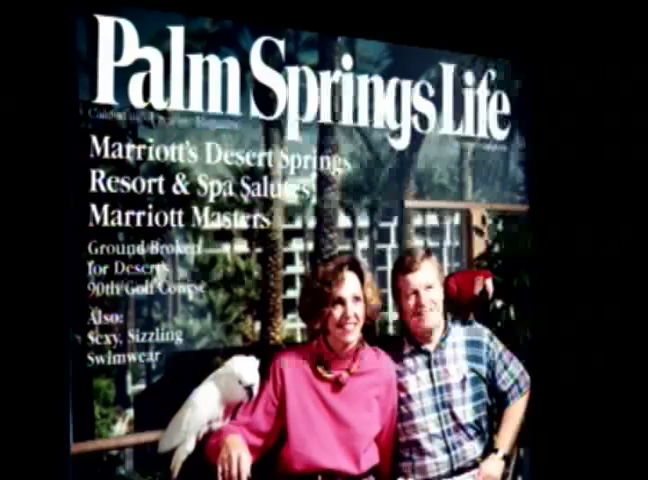 Palm Springs Life
Marriott's Desert Springs
Resort & Spa Salutes
Marriott Masters
Ground Broken
for Desert's
90th Golf Course
Also:
Sexy, Sizzling
Swimwear